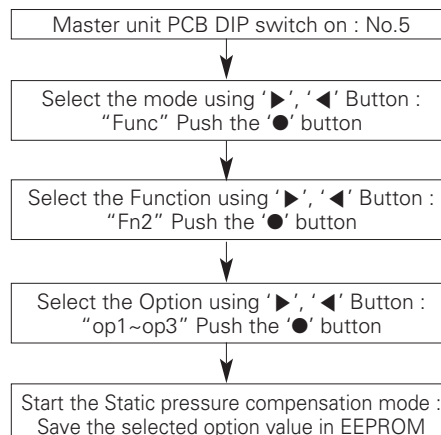 Master unit PCB DIP switch on : No.5
Select the mode using ‘▶’, ‘◀’ Button :
“Func” Push the ‘●’ button
Select the Function using ‘▶’, ‘◀’ Button :
“Fn2” Push the ‘●’ button
Select the Option using ‘▶’, ‘◀’ Button :
“op1~op3” Push the ‘●’ button
Start the Static pressure compensation mode :
Save the selected option value in EEPROM